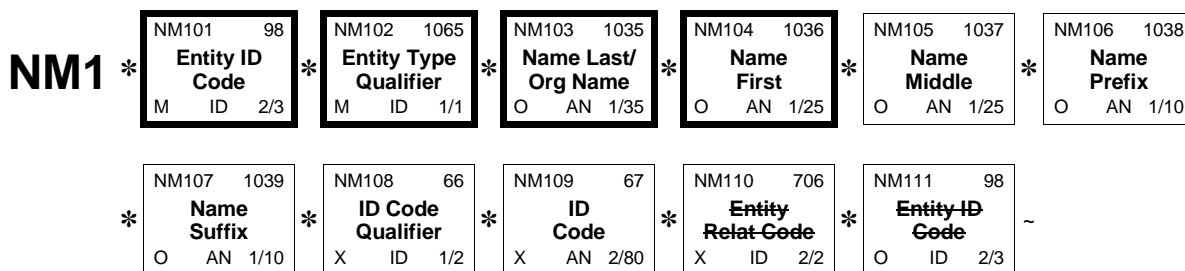 NM101 98 NM102 1065 NM103 1035 NM104 1036 NM105 1037 NM106 1038
NM1 * Entity ID Code * Entity Type Qualifier * Name Last/ Org Name * Name First * Name Middle * Name Prefix
M ID 2/3 M ID 1/1 O AN 1/35 O AN 1/25 O AN 1/25 O AN 1/10
NM107 1039 NM108 66 NM109 67 NM110 706 NM111 98
* Name Suffix * ID Code Qualifier * ID Code * Entity Relat Code * Entity ID Code ~
O AN 1/10 X ID 1/2 X AN 2/80 X ID 2/2 O ID 2/3